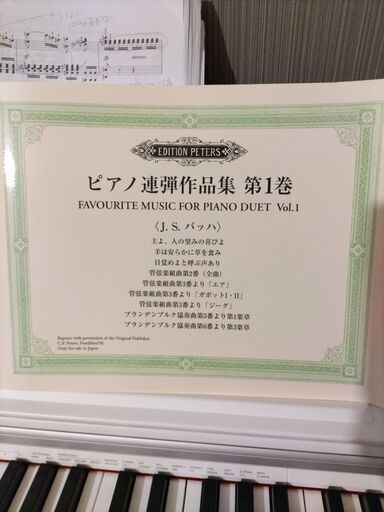 EDITION PETERS
ピアノ連弾作品集 第1巻
FAVOURITE MUSIC FOR PIANO DUET Vol.1
〈J. S. バッハ〉
主よ、人の望みの喜びよ
羊は安らかに草を食み
目覚めよと呼ぶ声あり
管弦楽組曲第2番(全曲)
管弦楽組曲第3番より「エア」
管弦楽組曲第3番より「ガボットI・II」
管弦楽組曲第3番より「ジーグ」
ブランデンブルク協奏曲第5番より第1楽章
ブランデンブルク協奏曲第6番より第3楽章
Reprint with permission of the Original Publisher
C.F. Peters, Frankfurt/M.
Only for sale in Japan